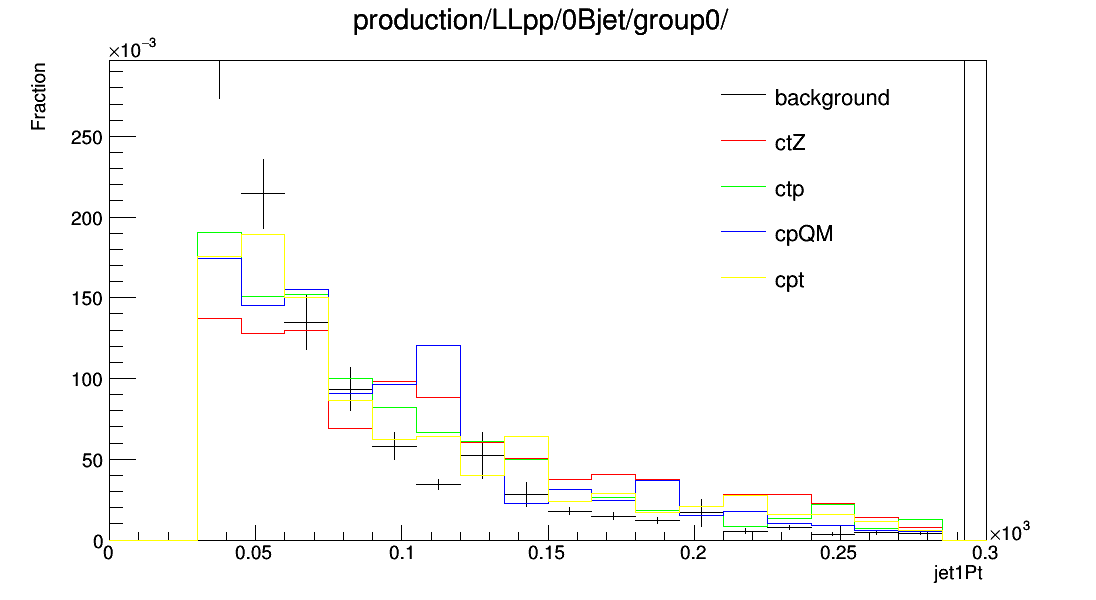 production/LLpp/0Bjet/group0/
×10⁻³
Fraction
250
200
150
100
50
0
background
ctZ
ctp
cpQM
cpt
0 0.05 0.1 0.15 0.2 0.25 0.3
×10³
jet1Pt